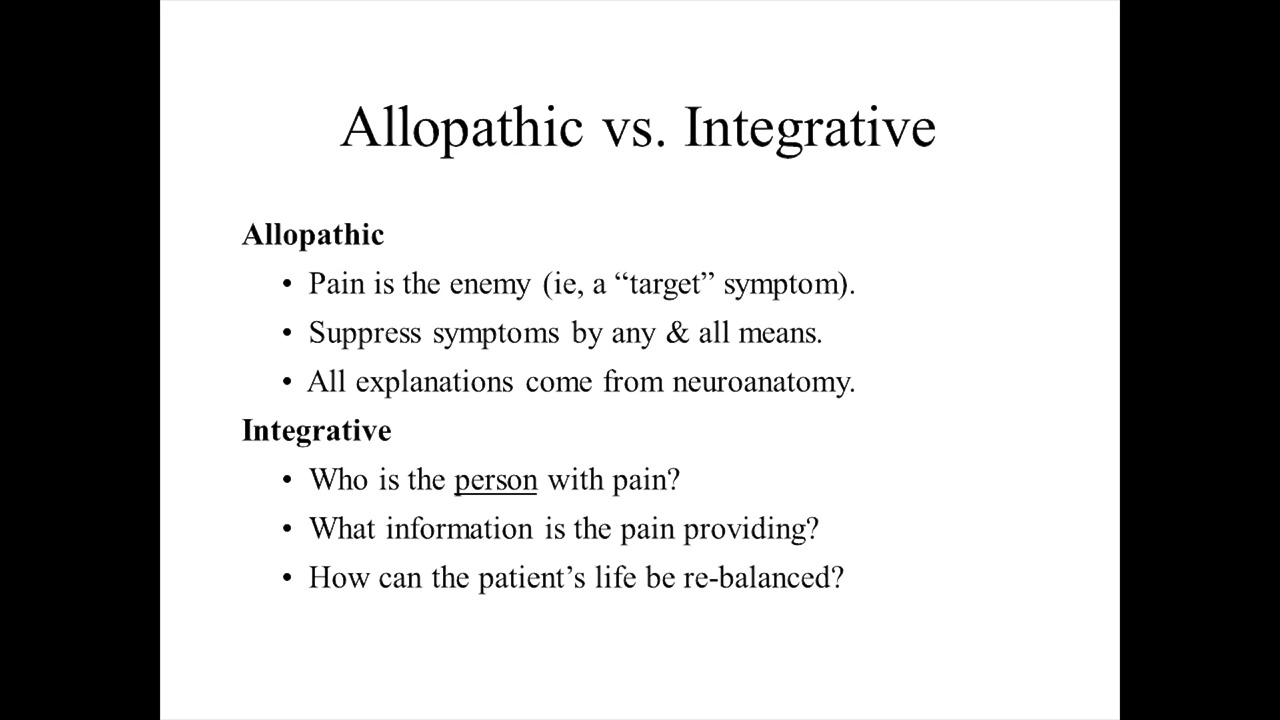 Allopathic vs. Integrative
Allopathic
• Pain is the enemy (ie, a “target” symptom).
• Suppress symptoms by any & all means.
• All explanations come from neuroanatomy.
Integrative
• Who is the person with pain?
• What information is the pain providing?
• How can the patient’s life be re-balanced?